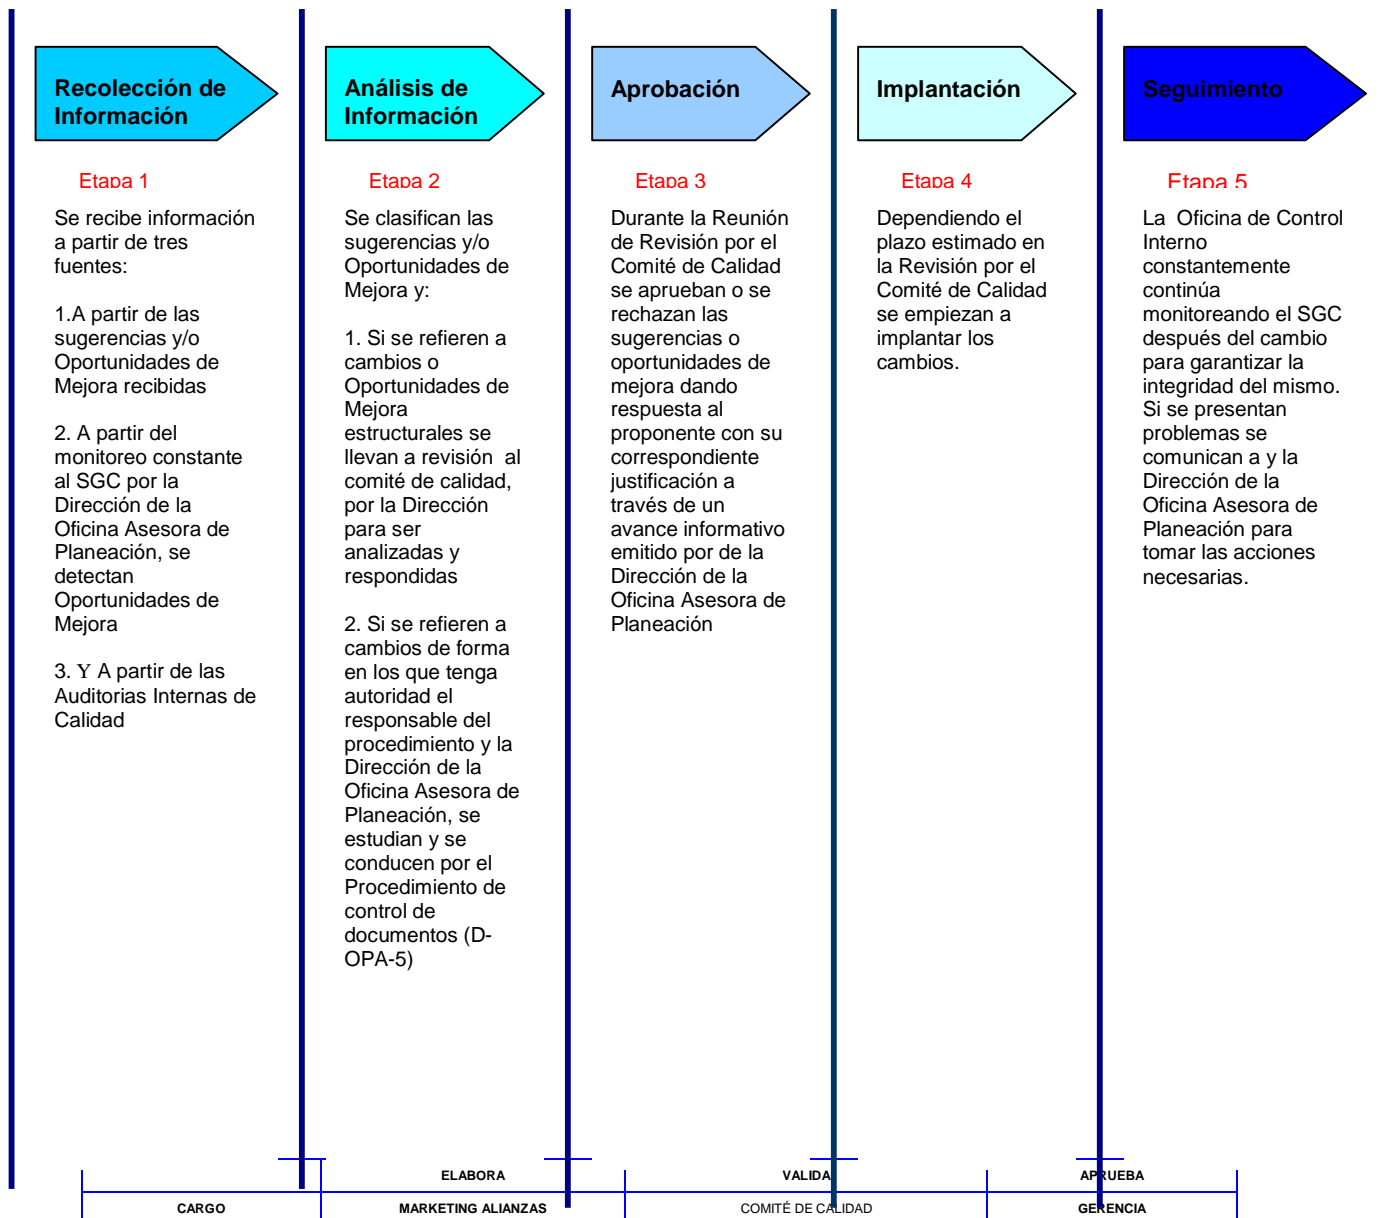 Recolección de
Información
Etapa 1
Se recibe información
a partir de tres
fuentes:
1.A partir de las
sugerencias y/o
Oportunidades de
Mejora recibidas
2. A partir del
monitoreo constante
al SGC por la
Dirección de la
Oficina Asesora de
Planeación, se
detectan
Oportunidades de
Mejora
3. Y A partir de las
Auditorias Internas de
Calidad
Análisis de
Información
Etapa 2
Se clasifican las
sugerencias y/o
Oportunidades de
Mejora y:
1. Si se refieren a
cambios o
Oportunidades de
Mejora
estructurales se
llevan a revisión  al
comité de calidad,
por la Dirección
para ser
analizadas y
respondidas
2. Si se refieren a
cambios de forma
en los que tenga
autoridad el
responsable del
procedimiento y la
Dirección de la
Oficina Asesora de
Planeación, se
estudian y se
conducen por el
Procedimiento de
control de
documentos (D-
OPA-5)
Aprobación
Etapa 3
Durante la Reunión
de Revisión por el
Comité de Calidad
se aprueban o se
rechazan las
sugerencias o
oportunidades de
mejora dando
respuesta al
proponente con su
correspondiente
justificación a
través de un
avance informativo
emitido por de la
Dirección de la
Oficina Asesora de
Planeación
Implantación
Etapa 4
Dependiendo el
plazo estimado en
la Revisión por el
Comité de Calidad
se empiezan a
implantar los
cambios.
Seguimiento
Etapa 5
La  Oficina de Control
Interno
constantemente
continúa
monitoreando el SGC
después del cambio
para garantizar la
integridad del mismo.
Si se presentan
problemas se
comunican a y la
Dirección de la
Oficina Asesora de
Planeación para
tomar las acciones
necesarias.
ELABORA VALIDA APRUEBA
CARGO MARKETING ALIANZAS COMITÉ DE CALIDAD GERENCIA